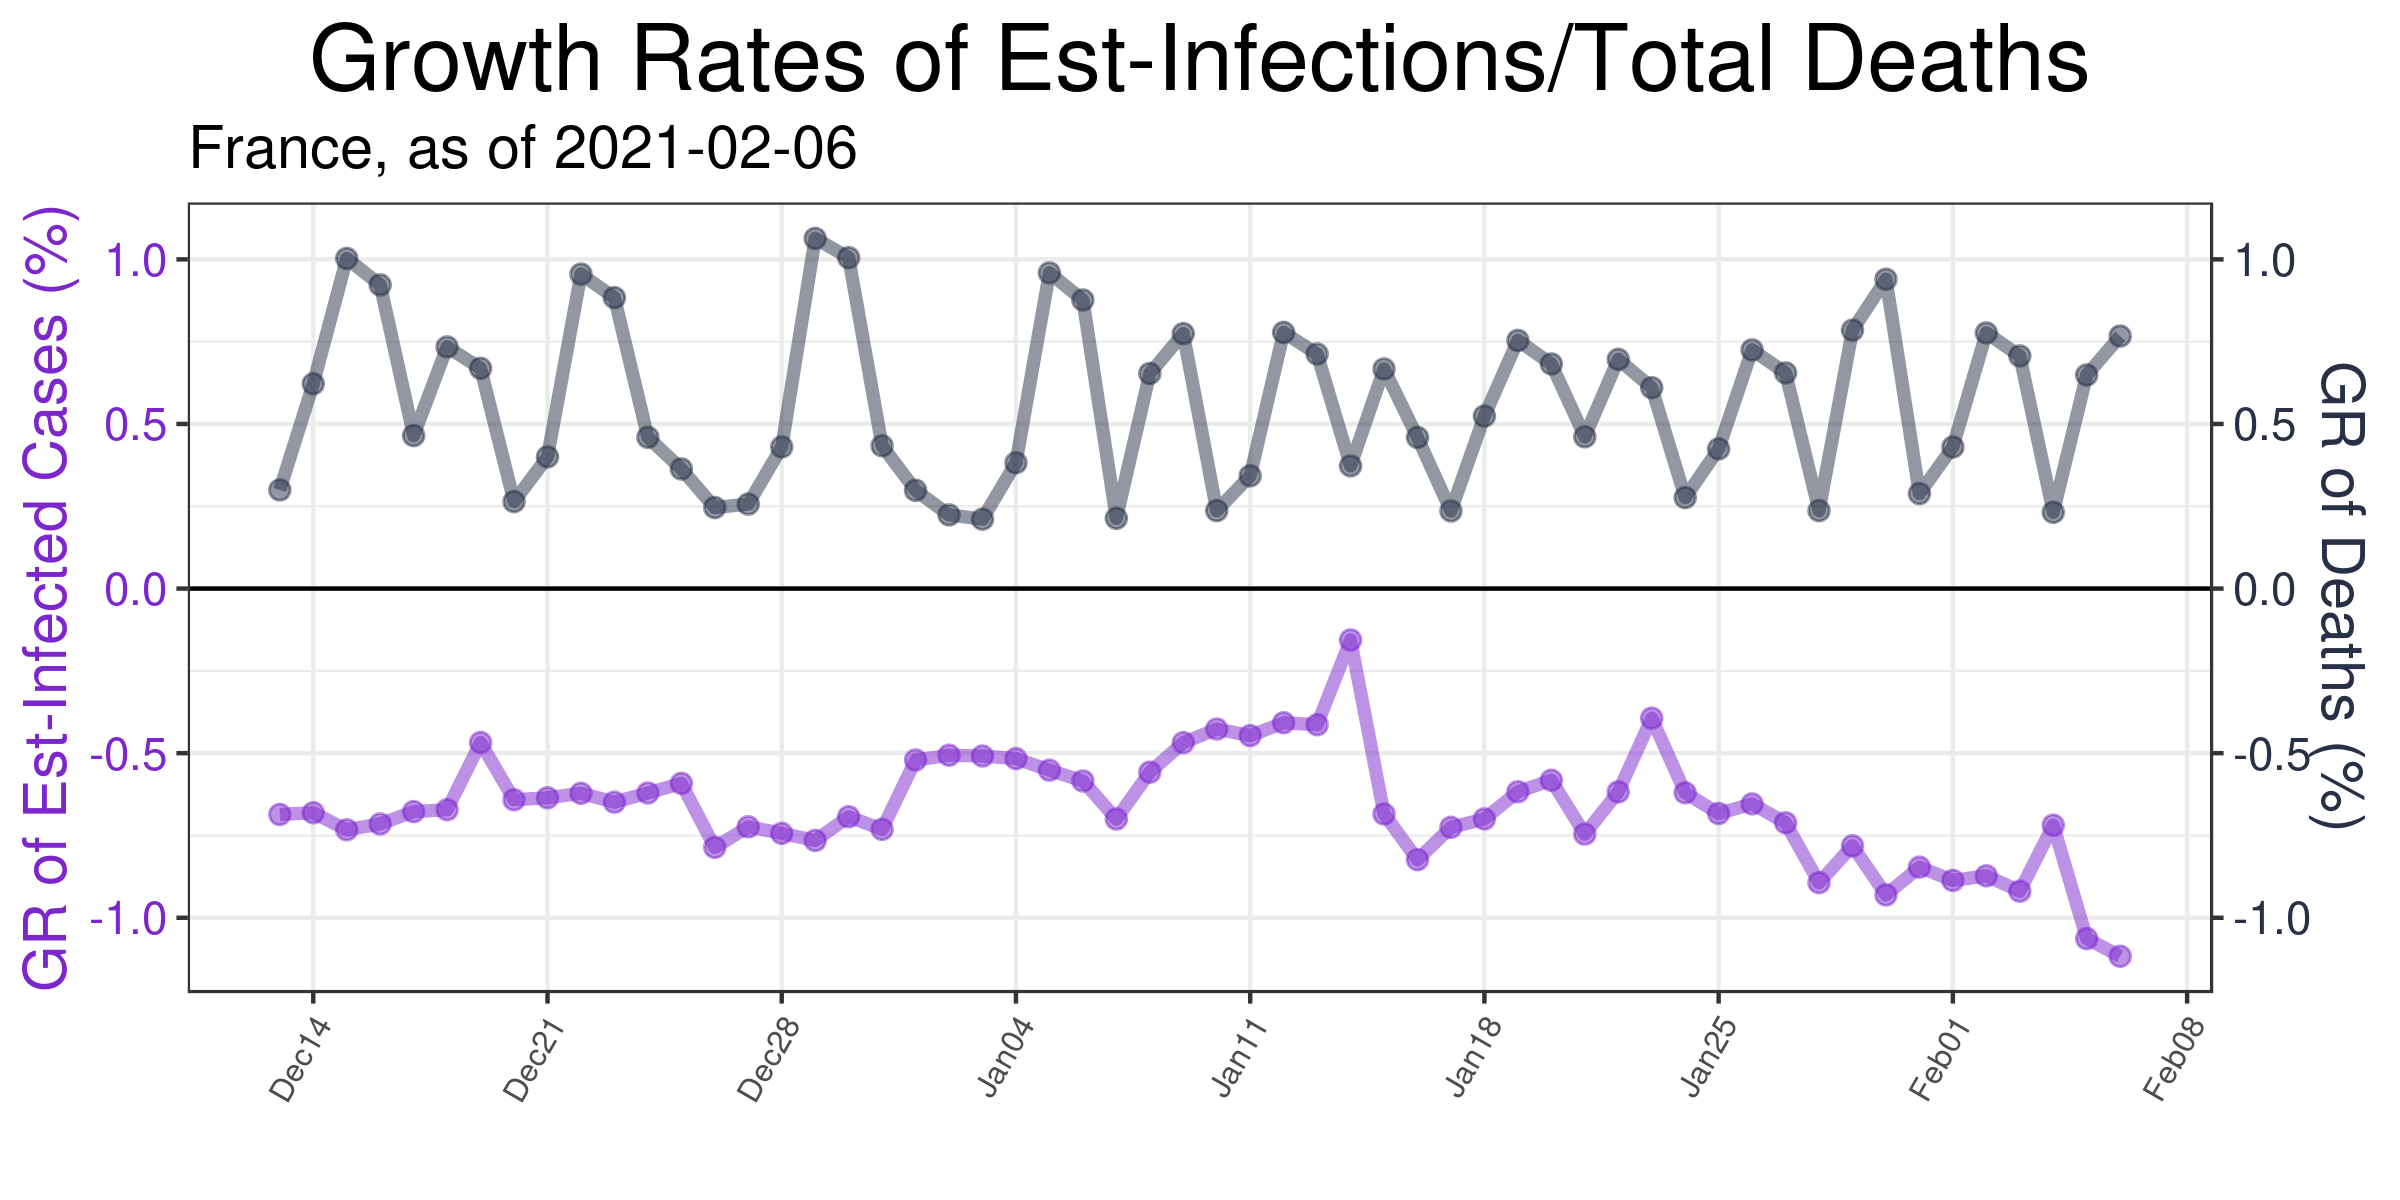 Growth Rates of Est-Infections/Total Deaths
France, as of 2021-02-06
GR of Est-Infected Cases (%)
1.0
0.5
0.0
-0.5
-1.0
1.0
0.5
0.0
-0.5
-1.0
GR of Deaths (%)
Dec14
Dec21
Dec28
Jan04
Jan11
Jan18
Jan25
Feb01
Feb08